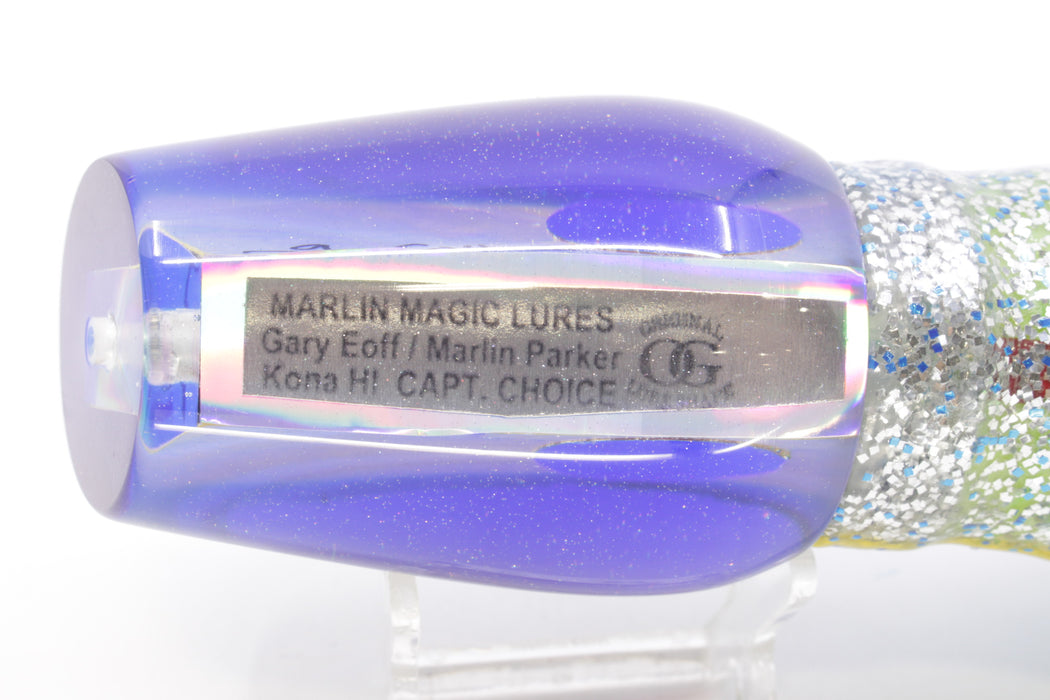 MARLIN MAGIC LURES
Gary Eoff / Marlin Parker
Kona HI CAPT. CHOICE
ORIGINAL
OG